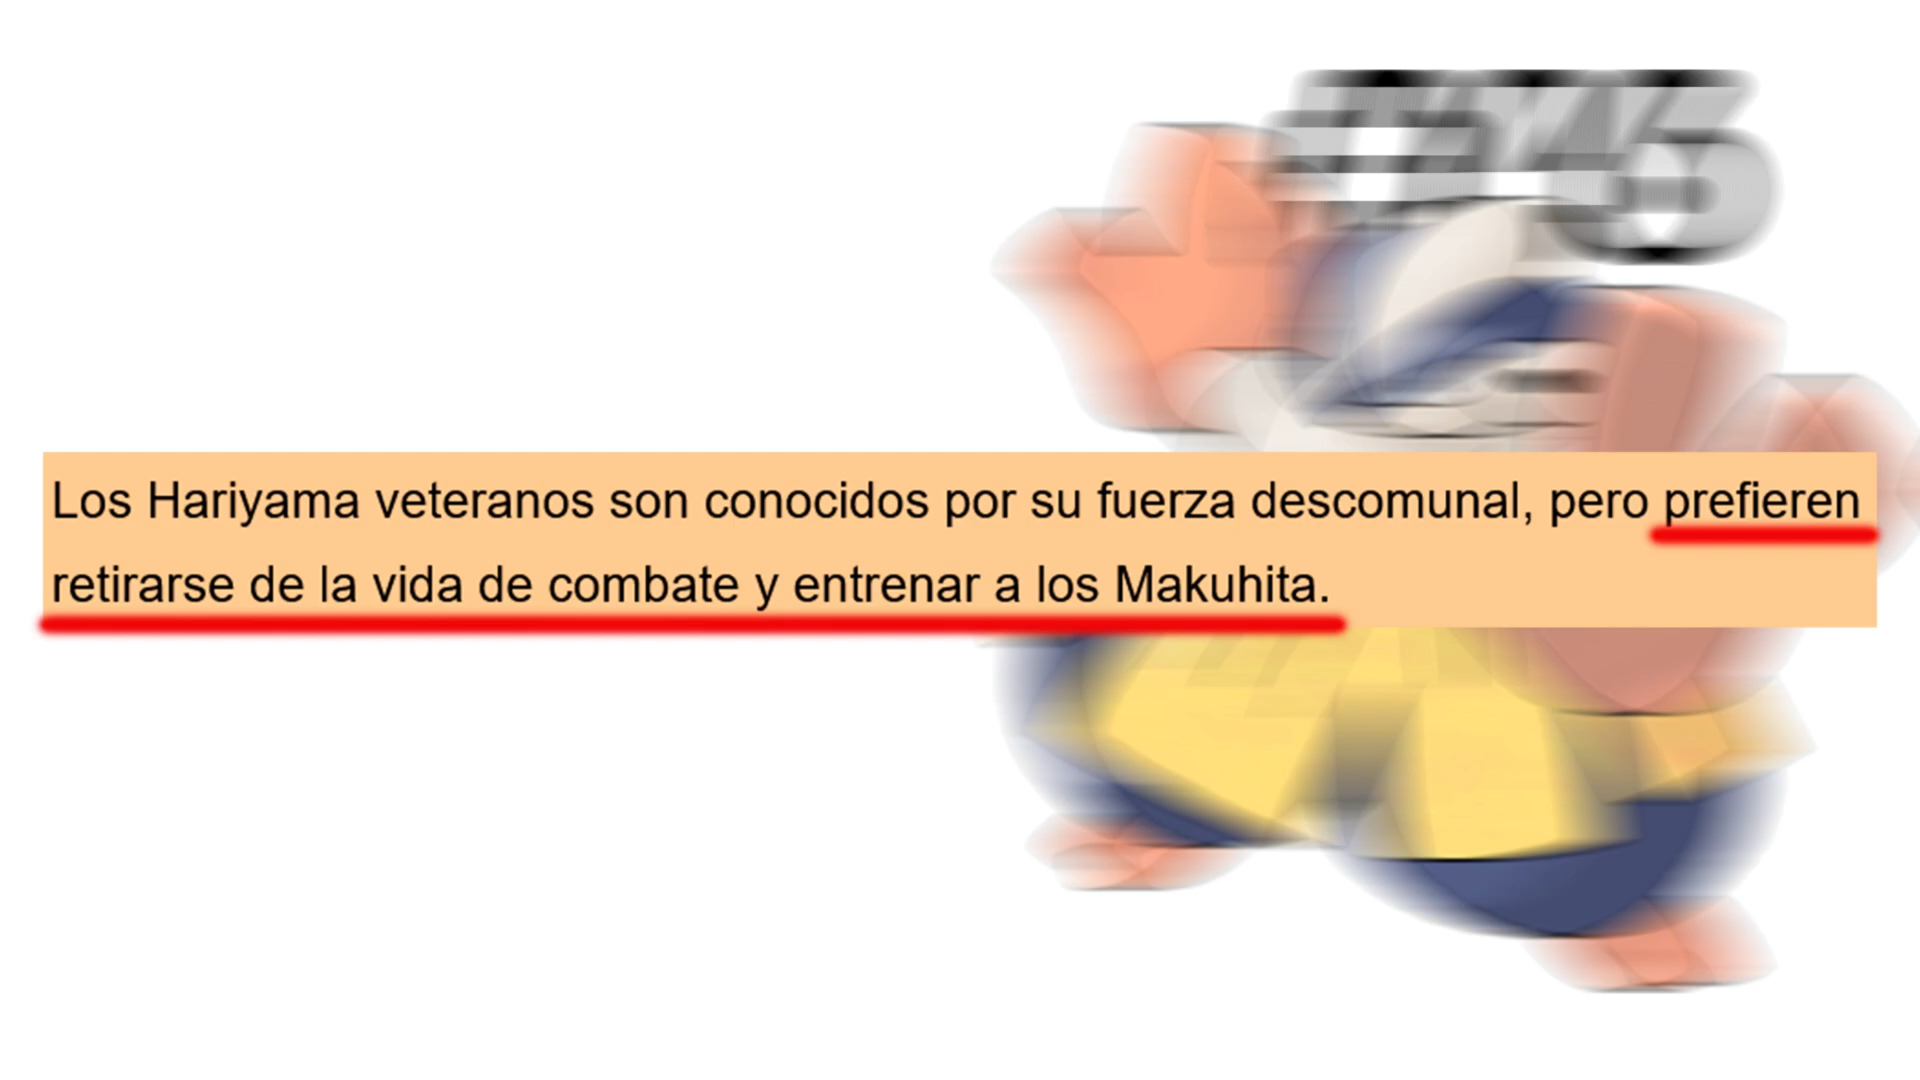 Los Hariyama veteranos son conocidos por su fuerza descomunal, pero prefieren
retirarse de la vida de combate y entrenar a los Makuhita.